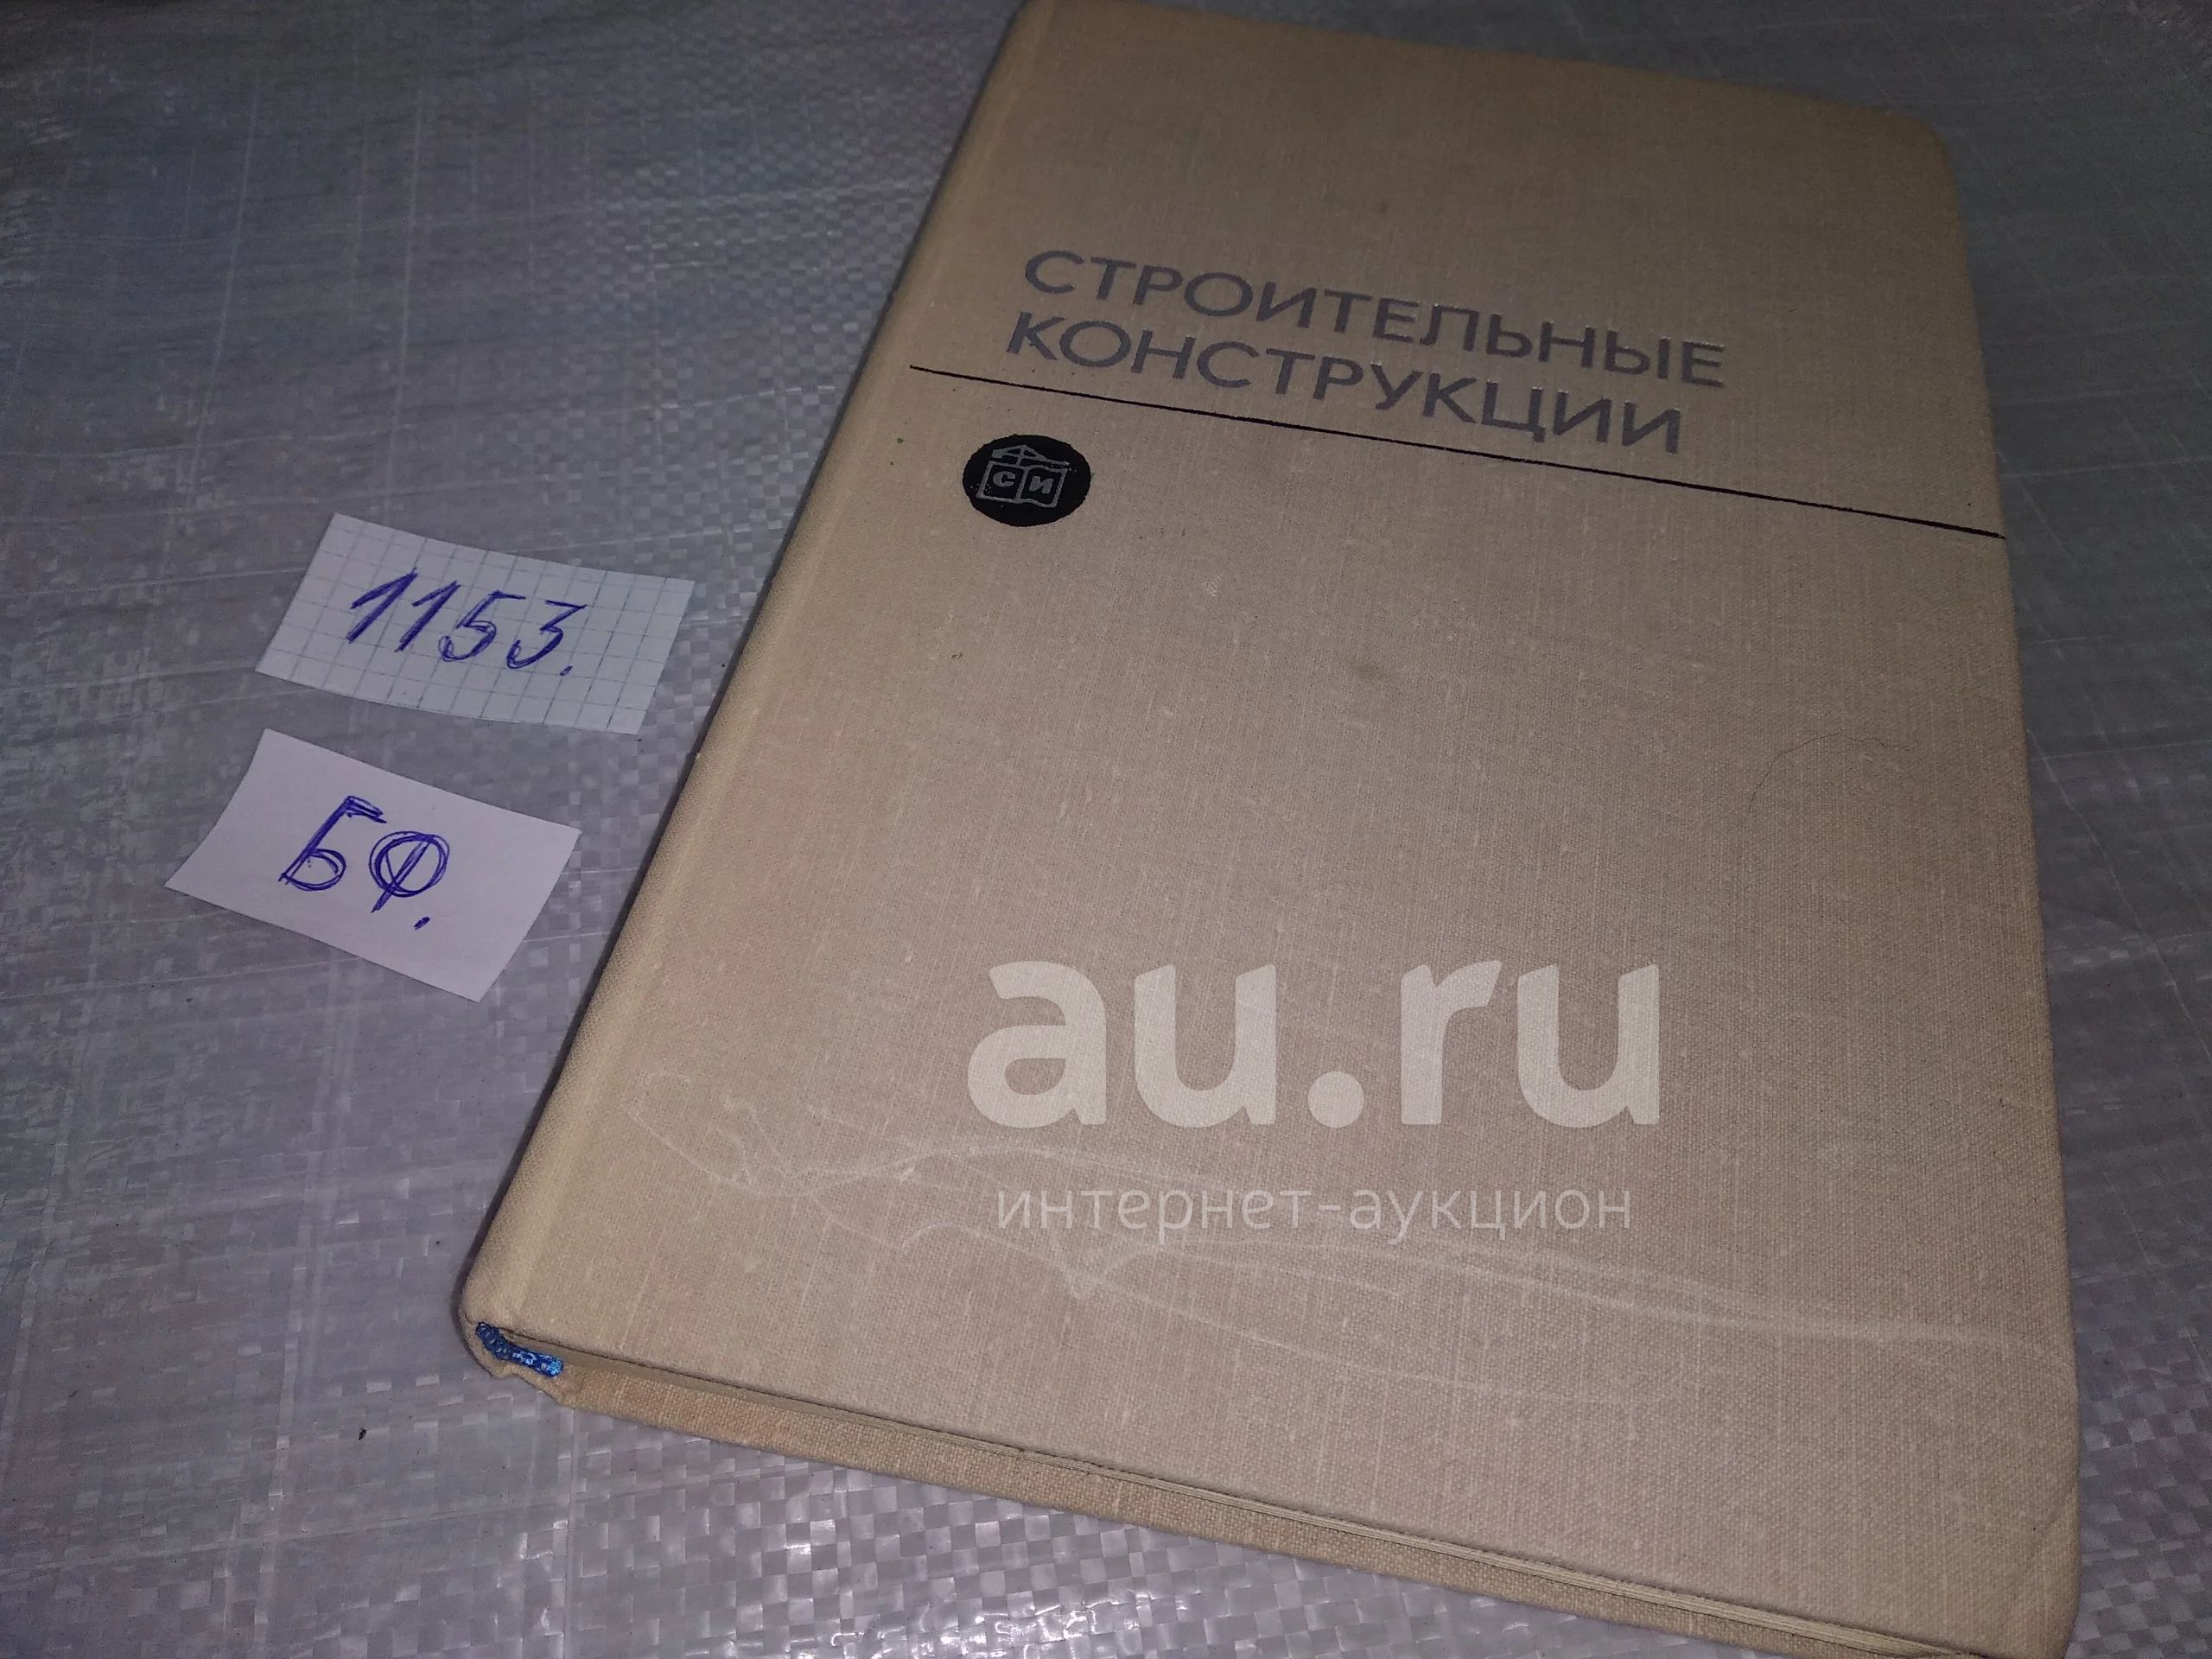 СТРОИТЕЛЬНЫЕ
КОНСТРУКЦИИ
СИ
1153.
БФ.
au.ru
интернет-аукцион